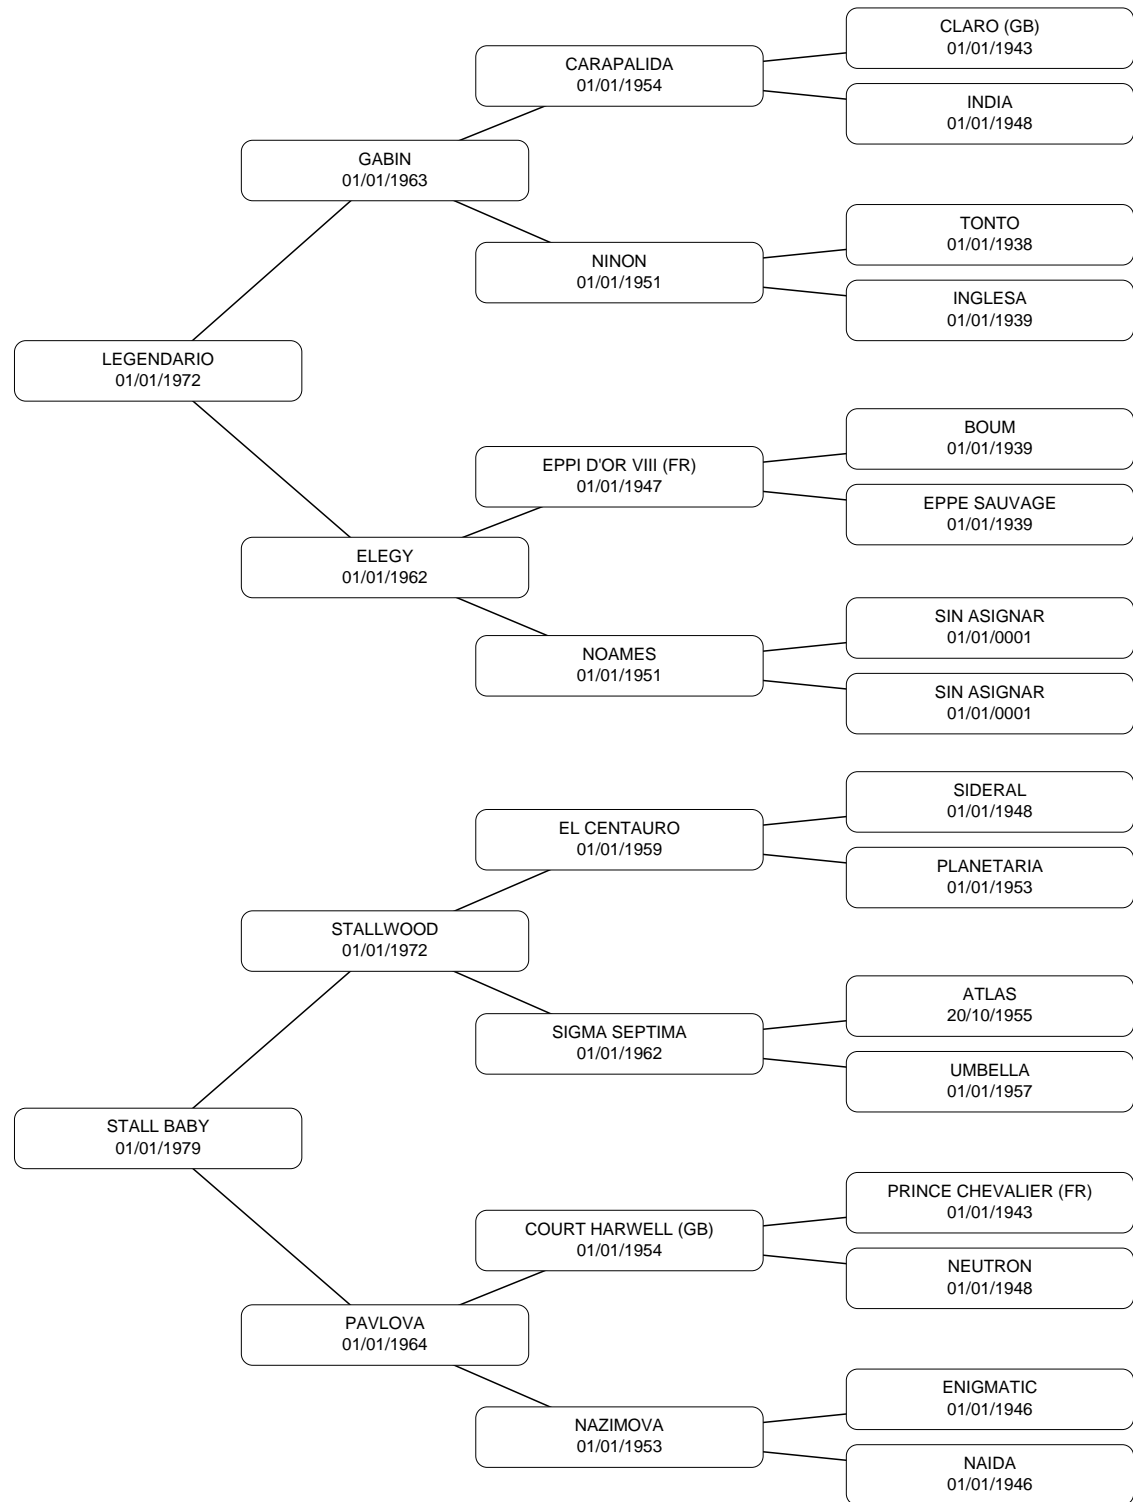 CLARO (GB)
01/01/1943
CARAPALIDA
01/01/1954
INDIA
01/01/1948
GABIN
01/01/1963
TONTO
01/01/1938
NINON
01/01/1951
INGLESA
01/01/1939
LEGENDARIO
01/01/1972
BOUM
01/01/1939
EPPI D'OR VIII (FR)
01/01/1947
EPPE SAUVAGE
01/01/1939
ELEGY
01/01/1962
SIN ASIGNAR
01/01/0001
NOAMES
01/01/1951
SIN ASIGNAR
01/01/0001
SIDERAL
01/01/1948
EL CENTAURO
01/01/1959
PLANETARIA
01/01/1953
STALLWOOD
01/01/1972
ATLAS
20/10/1955
SIGMA SEPTIMA
01/01/1962
UMBELLA
01/01/1957
STALL BABY
01/01/1979
PRINCE CHEVALIER (FR)
01/01/1943
COURT HARWELL (GB)
01/01/1954
NEUTRON
01/01/1948
PAVLOVA
01/01/1964
ENIGMATIC
01/01/1946
NAZIMOVA
01/01/1953
NAIDA
01/01/1946